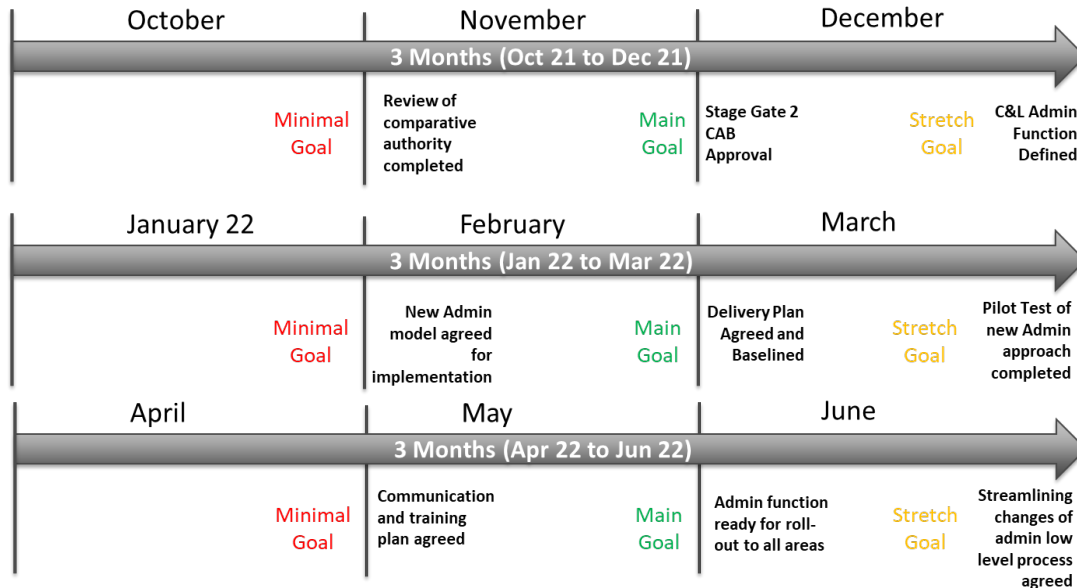 October
November
December
3 Months (Oct 21 to Dec 21)
Minimal
Goal
Review of
comparative
authority
completed
Main
Goal
Stage Gate 2
CAB
Approval
Stretch
Goal
C&L Admin
Function
Defined
January 22
February
March
3 Months (Jan 22 to Mar 22)
Minimal
Goal
New Admin
model agreed
for
implementation
Main
Goal
Delivery Plan
Agreed and
Baselined
Stretch
Goal
Pilot Test of
new Admin
approach
completed
April
May
June
3 Months (Apr 22 to Jun 22)
Minimal
Goal
Communication
and training
plan agreed
Main
Goal
Admin function
ready for roll-
out to all areas
Stretch
Goal
Streamlining
changes of
admin low
level process
agreed